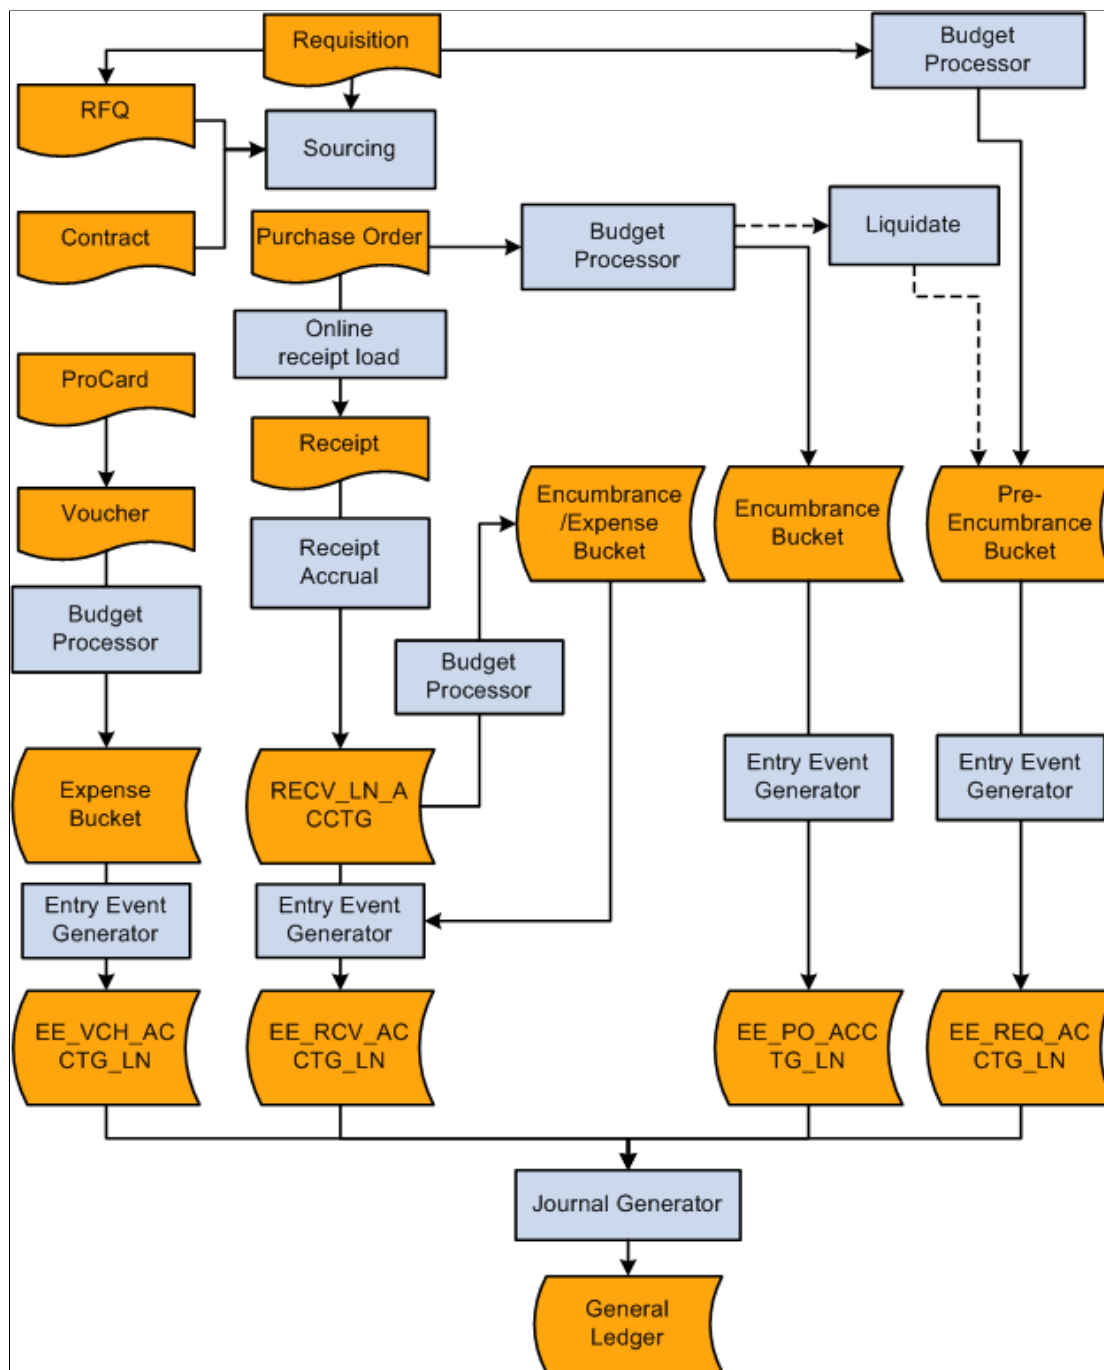 Requisition
Budget
Processor
RFQ
Sourcing
Contract
Purchase Order
Budget
Processor
Liquidate
Online
receipt load
ProCard
Receipt
Voucher
Receipt
Accrual
Encumbrance
/Expense
Bucket
Encumbrance
Bucket
Pre-
Encumbrance
Bucket
Budget
Processor
Budget
Processor
Expense
Bucket
RECV_LN_A
CCTG
Entry Event
Generator
Entry Event
Generator
Entry Event
Generator
Entry Event
Generator
EE_VCH_AC
CTG_LN
EE_RCV_AC
CTG_LN
EE_PO_ACC
TG_LN
EE_REQ_AC
CTG_LN
Journal Generator
General
Ledger